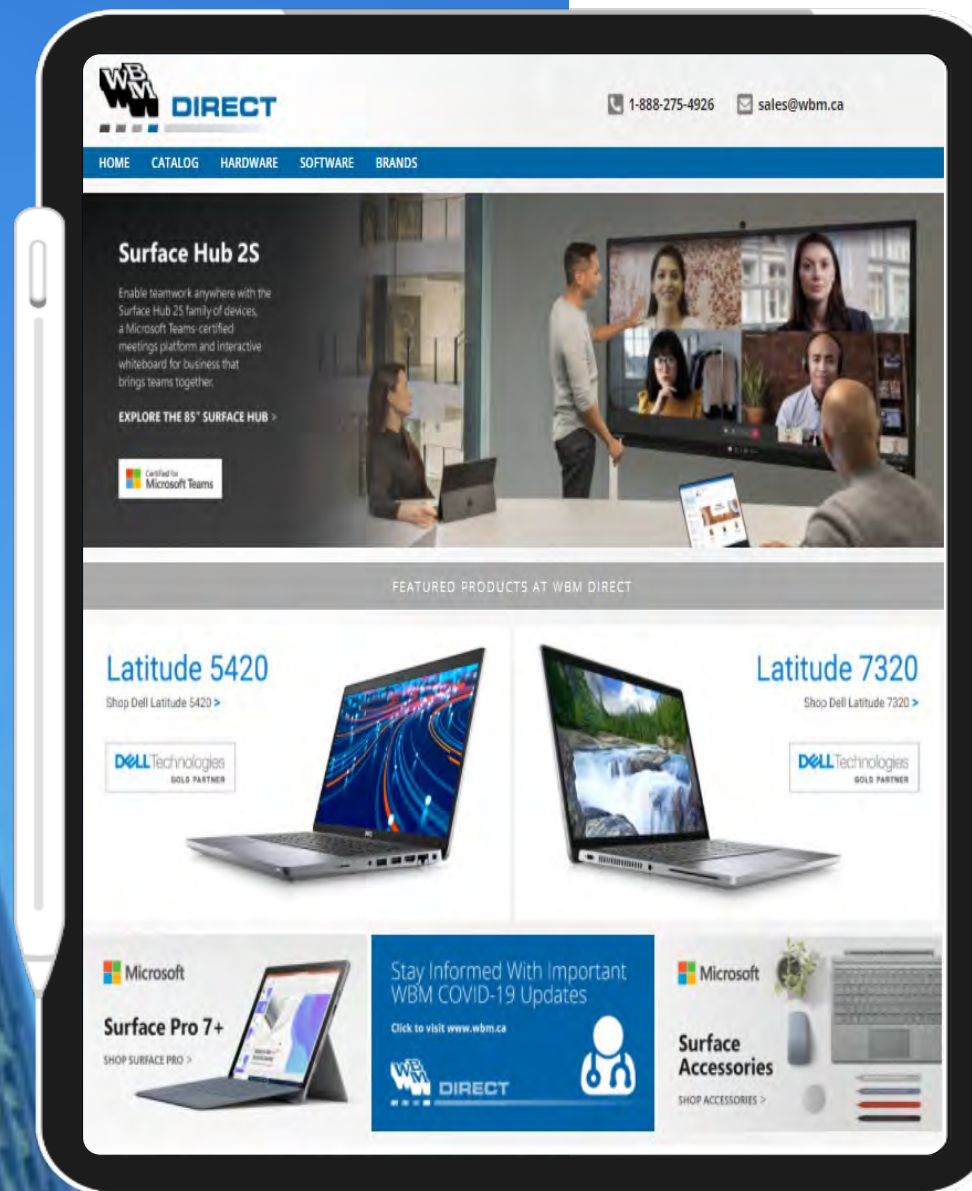 WBM DIRECT
1-888-275-4926
sales@wbm.ca
HOME CATALOG HARDWARE SOFTWARE BRANDS
Surface Hub 2S
Enable teamwork anywhere with the
Surface Hub 2S family of devices,
a Microsoft Teams-certified
meetings platform and interactive
whiteboard for business that
brings teams together.
EXPLORE THE 85" SURFACE HUB >
Certified for
Microsoft Teams
FEATURED PRODUCTS AT WBM DIRECT
Latitude 5420
Shop Dell Latitude 5420 >
DELL Technologies
GOLD PARTNER
Latitude 7320
Shop Dell Latitude 7320 >
DELL Technologies
GOLD PARTNER
Microsoft
Surface Pro 7+
SHOP SURFACE PRO >
Stay Informed With Important
WBM COVID-19 Updates
Click to visit www.wbm.ca
WBM DIRECT
Microsoft
Surface
Accessories
SHOP ACCESSORIES >